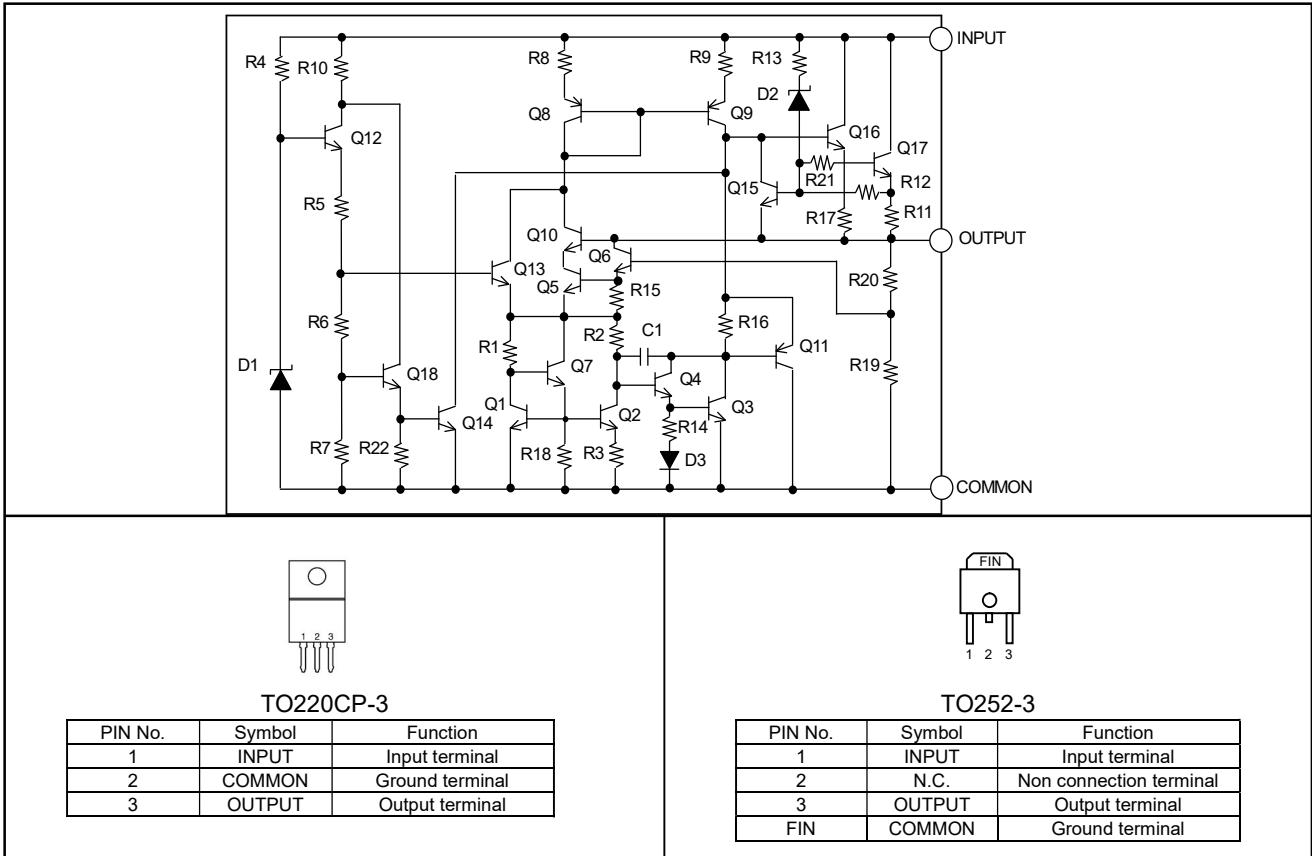 INPUT
R4
R10
R8
R9
R13
D2
Q8
Q9
Q12
Q16
Q17
R21
Q15
R12
R5
R17
R11
Q10
OUTPUT
Q6
Q13
Q5
R20
R15
R6
R2
C1
R16
R1
Q11
D1
Q7
R19
Q18
Q4
Q1
Q2
Q3
Q14
R14
R7
R22
R18
R3
D3
COMMON
1 2 3
TO220CP-3
PIN No. Symbol Function
1 INPUT Input terminal
2 COMMON Ground terminal
3 OUTPUT Output terminal
FIN
1 2 3
TO252-3
PIN No. Symbol Function
1 INPUT Input terminal
2 N.C. Non connection terminal
3 OUTPUT Output terminal
FIN COMMON Ground terminal